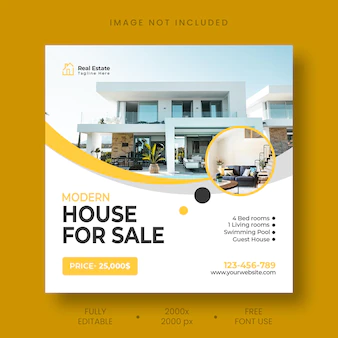 IMAGE NOT INCLUDED
Real Estate
Tagline Here
MODERN
HOUSE
FOR SALE
4 Bed rooms
1 Living rooms
Swimming Pool
Guest House
PRICE- 25,000$
123-456-789
www.yourwebsite.com
FULLY
EDITABLE
2000x
2000 px
FREE
FONT USE